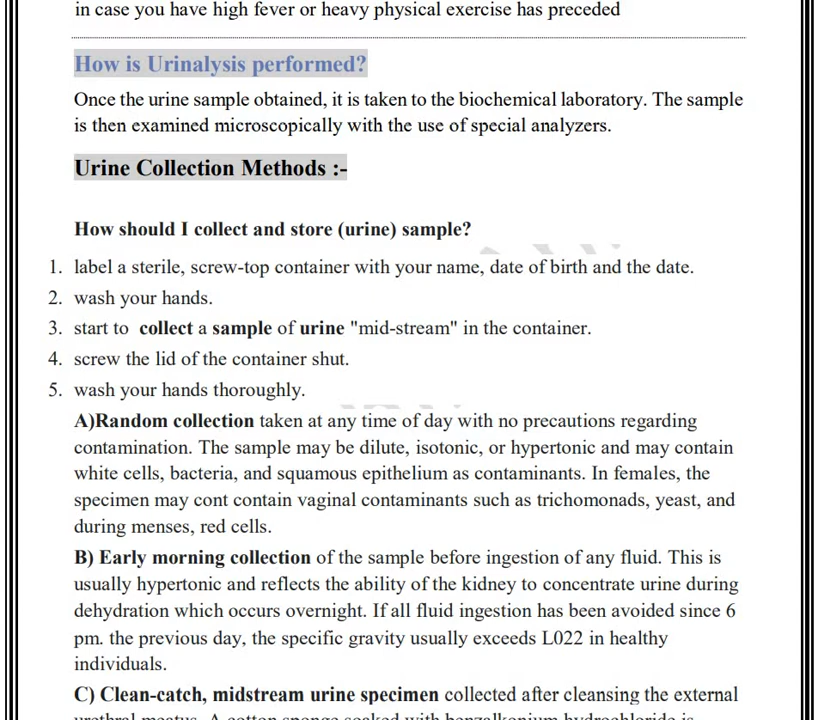 in case you have high fever or heavy physical exercise has preceded
How is Urinalysis performed?
Once the urine sample obtained, it is taken to the biochemical laboratory. The sample
is then examined microscopically with the use of special analyzers.
Urine Collection Methods :-
How should I collect and store (urine) sample?
1. label a sterile, screw-top container with your name, date of birth and the date.
2. wash your hands.
3. start to collect a sample of urine "mid-stream" in the container.
4. screw the lid of the container shut.
5. wash your hands thoroughly.
A)Random collection taken at any time of day with no precautions regarding
contamination. The sample may be dilute, isotonic, or hypertonic and may contain
white cells, bacteria, and squamous epithelium as contaminants. In females, the
specimen may cont contain vaginal contaminants such as trichomonads, yeast, and
during menses, red cells.
B) Early morning collection of the sample before ingestion of any fluid. This is
usually hypertonic and reflects the ability of the kidney to concentrate urine during
dehydration which occurs overnight. If all fluid ingestion has been avoided since 6
pm. the previous day, the specific gravity usually exceeds L022 in healthy
individuals.
C) Clean-catch, midstream urine specimen collected after cleansing the external
urethral meatus. A cotton sponge soaked with benzalkonium hydrochloride is